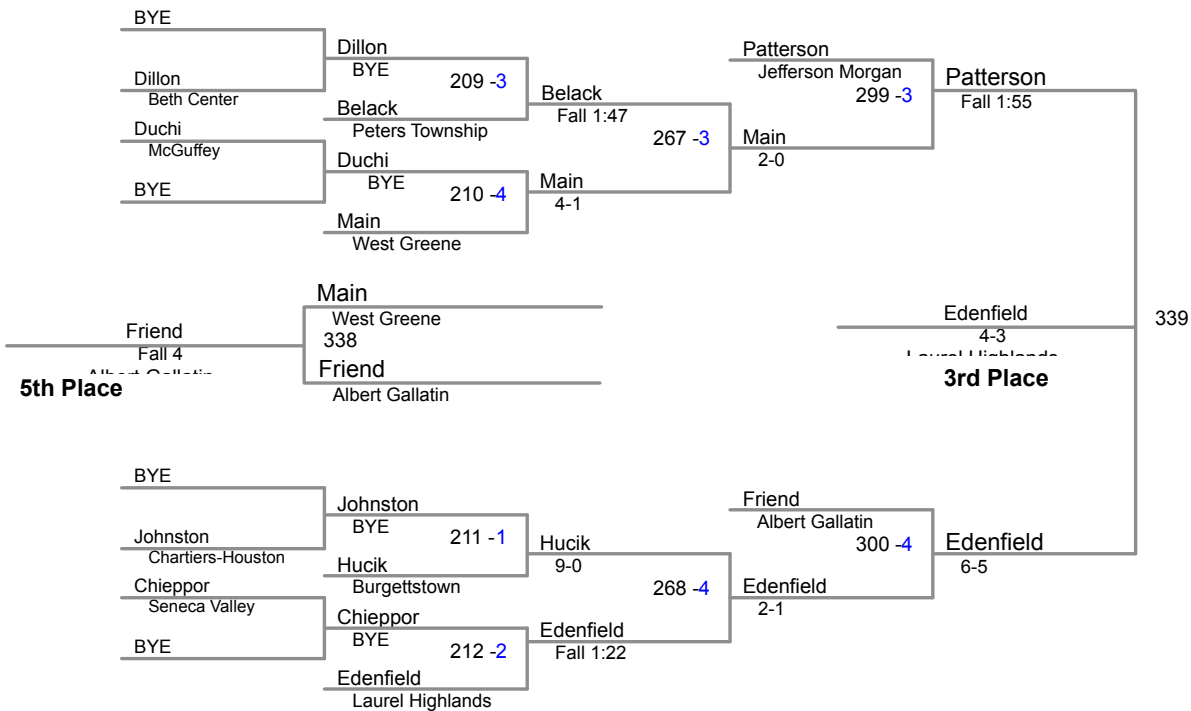 BYE
Dillon
Beth Center
Duchi
McGuffey
BYE
Dillon
BYE
209 -3
Belack
Peters Township
Duchi
BYE
210 -4
Main
West Greene
Belack
Fall 1:47
267 -3
Main
4-1
Patterson
Jefferson Morgan
299 -3
Main
2-0
Patterson
Fall 1:55
Main
West Greene
338
Friend
Albert Gallatin
Friend
Fall 4
5th Place
Edenfield
4-3
3rd Place
339
BYE
Johnston
Chartiers-Houston
Chieppor
Seneca Valley
BYE
Johnston
BYE
211 -1
Hucik
Burgettstown
Chieppor
BYE
212 -2
Edenfield
Laurel Highlands
Hucik
9-0
268 -4
Edenfield
Fall 1:22
Friend
Albert Gallatin
300 -4
Edenfield
2-1
Edenfield
6-5